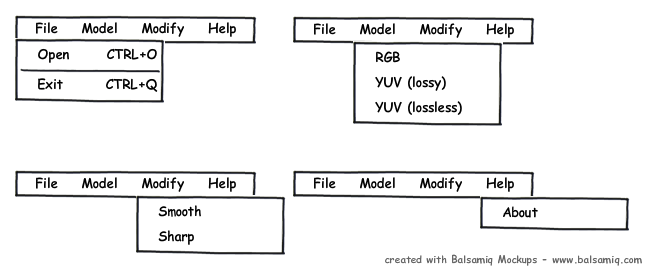 File Model Modify Help
Open CTRL+O
Exit CTRL+Q
File Model Modify Help
RGB
YUV (lossy)
YUV (lossless)
File Model Modify Help
Smooth
Sharp
File Model Modify Help
About
created with Balsamiq Mockups - www.balsamiq.com